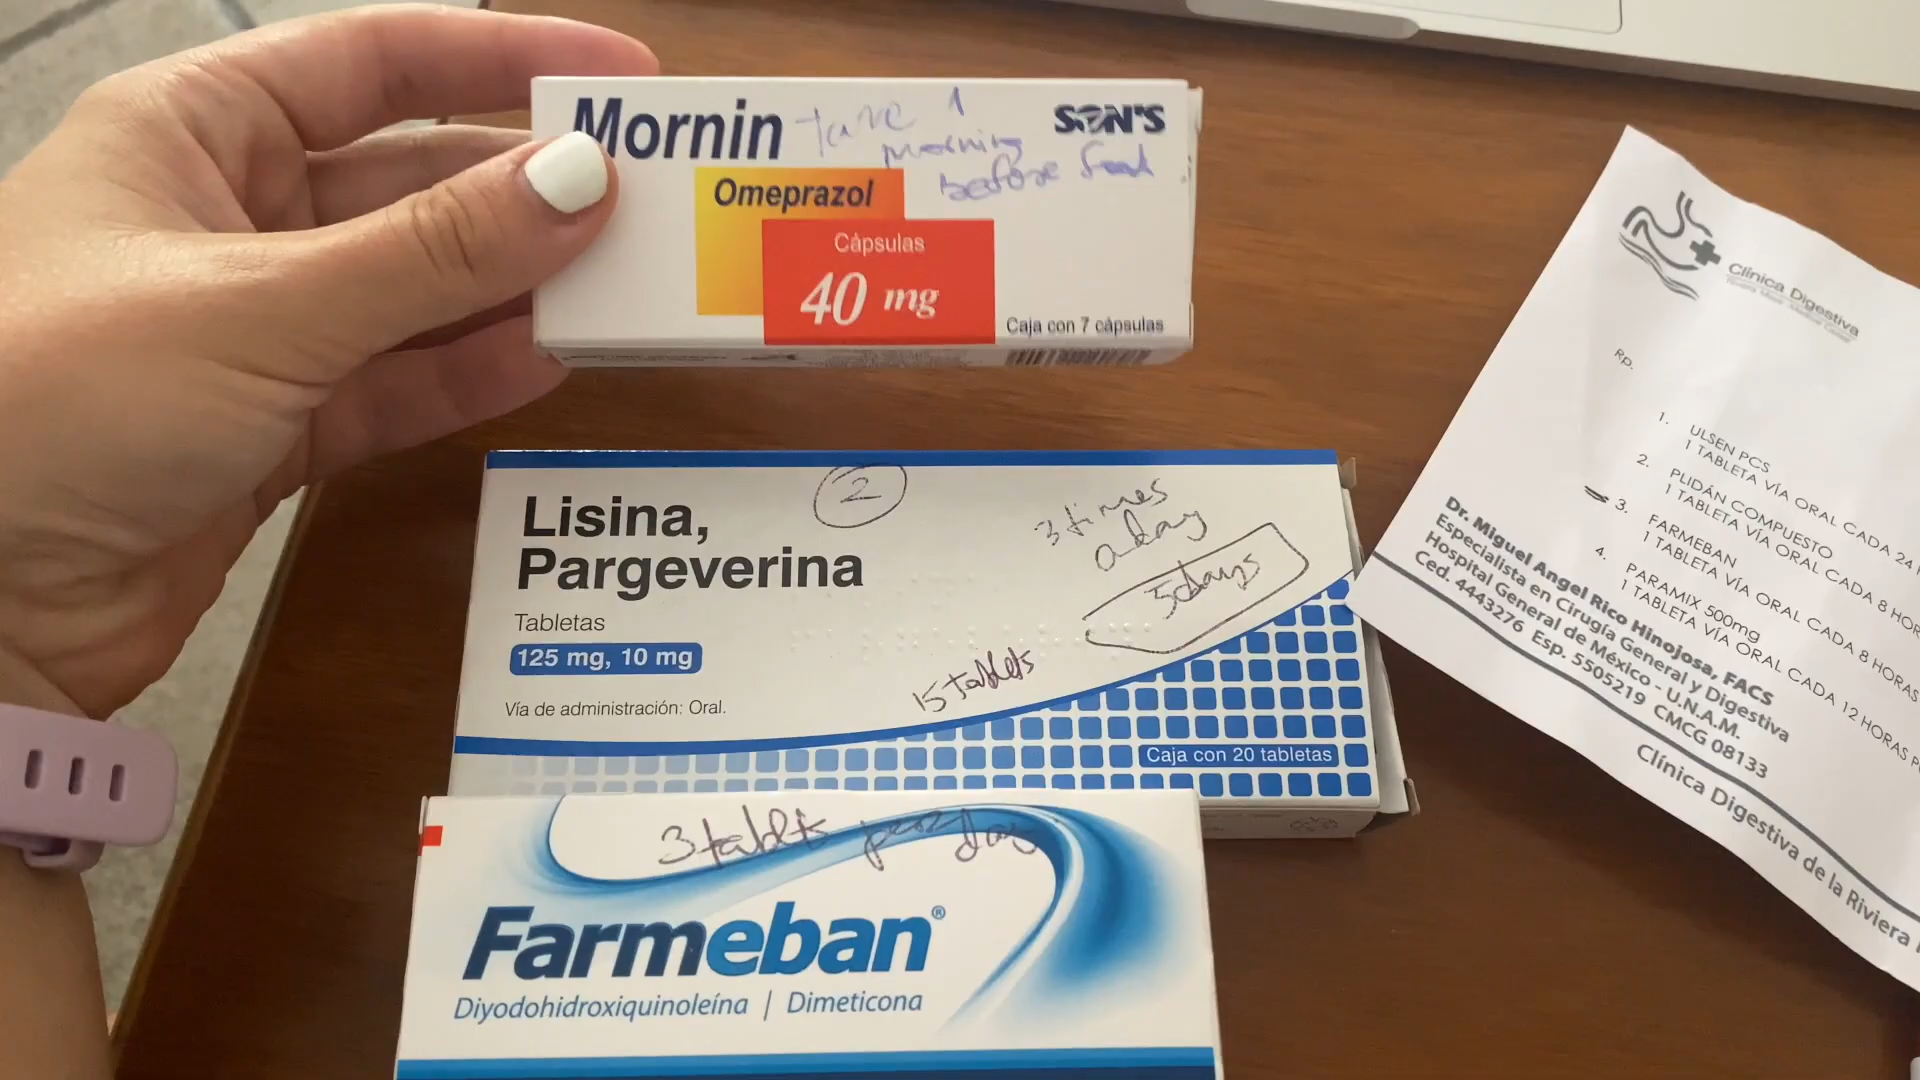 Mornin
take 1
morning
before food
SON'S
Omeprazol
Cápsulas
40 mg
Caja con 7 cápsulas
Lisina,
Pargeverina
Tabletas
125 mg, 10 mg
Vía de administración: Oral.
2
3 times
a day
5 days
15 tablets
Caja con 20 tabletas
3 tablets per day
Farmeban®
Diyodohidroxiquinoleína | Dimeticona
Clínica Digestiva
Rp.
1. ULSEN PCS
1 TABLETA VÍA ORAL CADA 24
2. PLIDÁN COMPUESTO
1 TABLETA VÍA ORAL CADA 8 HOR
3. FARMEBAN
1 TABLETA VÍA ORAL CADA 8 HORAS
4. PARAMIX 500mg
1 TABLETA VÍA ORAL CADA 12 HORAS
Dr. Miguel Angel Rico Hinojosa, FACS
Especialista en Cirugía General y Digestiva
Hospital General de México - U.N.A.M.
Ced. 4443276 Esp. 5505219 CMCG 08133
Clínica Digestiva de la Riviera